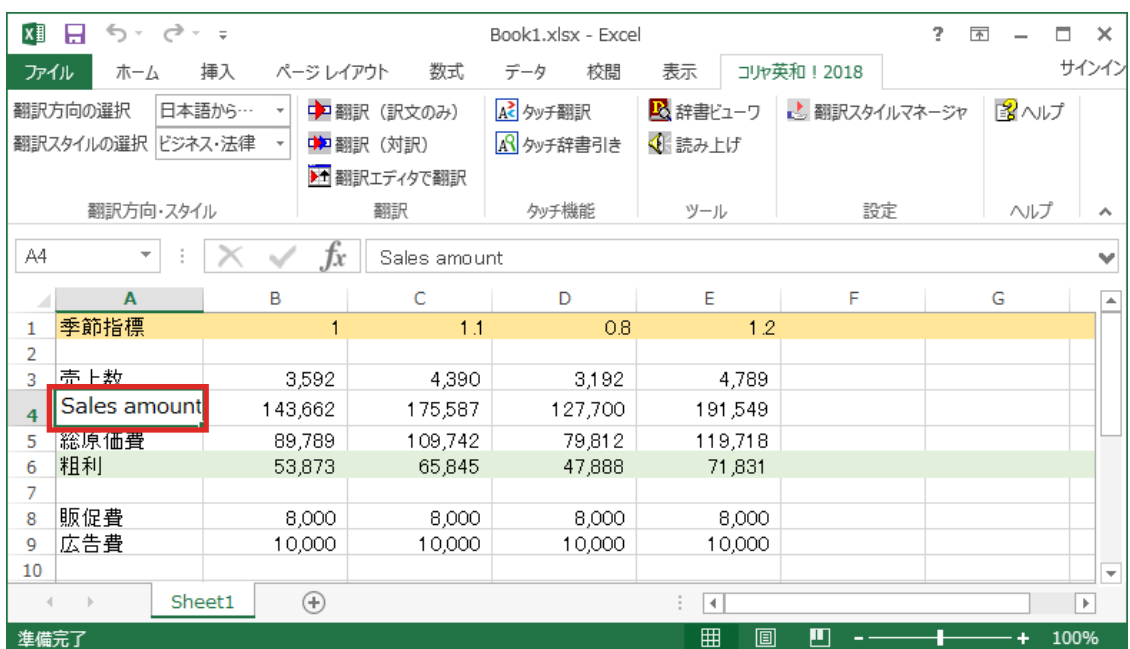 Book1.xlsx - Excel
?
ファイル ホーム 挿入 ページ レイアウト 数式 データ 校閲 表示 コリャ英和！2018 サインイン
翻訳方向の選択 日本語から… 翻訳（訳文のみ） タッチ翻訳 辞書ビューワ 翻訳スタイルマネージャ ヘルプ
翻訳スタイルの選択 ビジネス・法律 翻訳（対訳） タッチ辞書引き 読み上げ
翻訳エディタで翻訳
翻訳方向・スタイル 翻訳 タッチ機能 ツール 設定 ヘルプ
A4 fx Sales amount
A B C D E F G
1 季節指標 1 1.1 0.8 1.2
2
3 売上数 3,592 4,390 3,192 4,789
4 Sales amount 143,662 175,587 127,700 191,549
5 総原価費 89,789 109,742 79,812 119,718
6 粗利 53,873 65,845 47,888 71,831
7
8 販促費 8,000 8,000 8,000 8,000
9 広告費 10,000 10,000 10,000 10,000
10
Sheet1
準備完了 100%